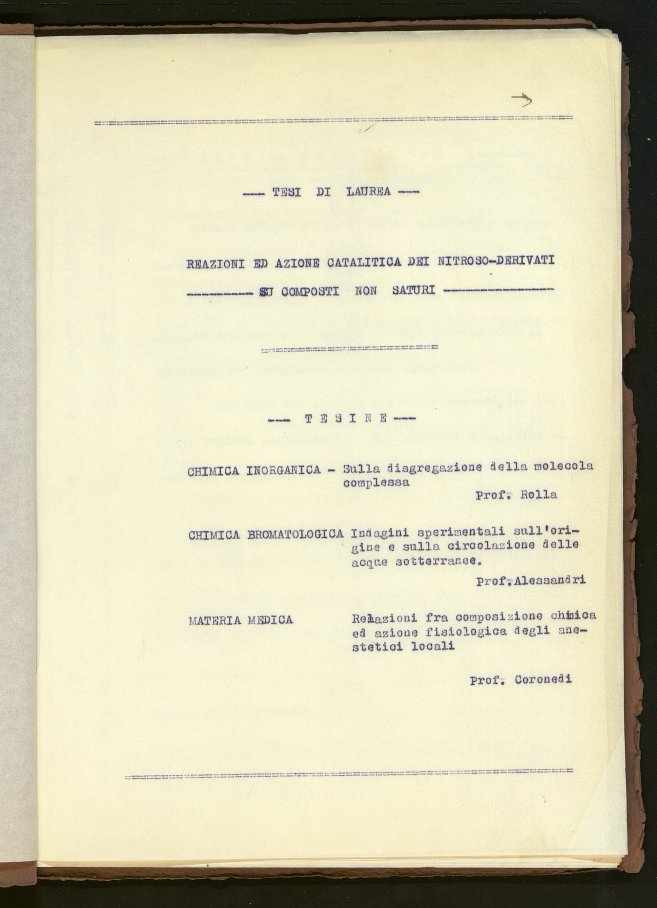 --- TESI DI LAUREA ---
REAZIONI ED AZIONE CATALITICA DEI NITROSO-DERIVATI
--------- SU COMPOSTI NON SATURI ---------------
--- T E S I N E ---
CHIMICA INORGANICA - Sulla disgregazione della molecola
complessa
Prof. Rolla
CHIMICA BROMATOLOGICA Indagini sperimentali sull'ori-
gine e sulla circolazione delle
acque sotterranee.
Prof.Alessandri
MATERIA MEDICA Relazioni fra composizione chimica
ed azione fisiologica degli ane-
stetici locali
Prof. Coronedi